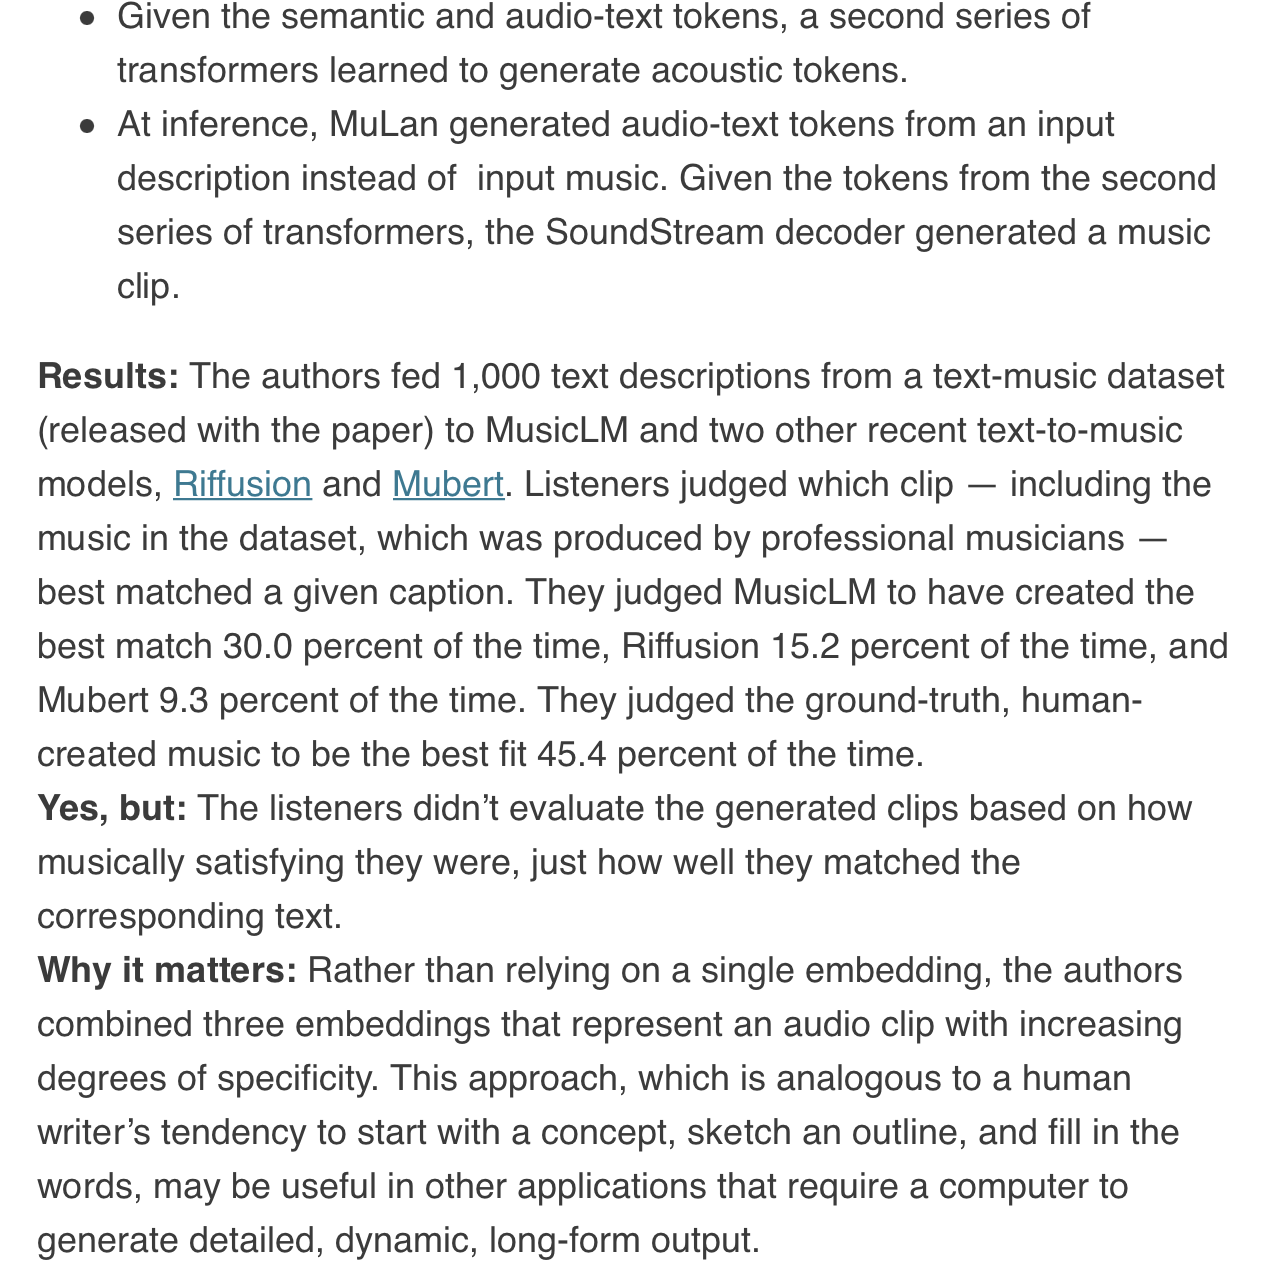 • Given the semantic and audio-text tokens, a second series of
transformers learned to generate acoustic tokens.
• At inference, MuLan generated audio-text tokens from an input
description instead of  input music. Given the tokens from the second
series of transformers, the SoundStream decoder generated a music
clip.
Results: The authors fed 1,000 text descriptions from a text-music dataset
(released with the paper) to MusicLM and two other recent text-to-music
models, Riffusion and Mubert. Listeners judged which clip — including the
music in the dataset, which was produced by professional musicians —
best matched a given caption. They judged MusicLM to have created the
best match 30.0 percent of the time, Riffusion 15.2 percent of the time, and
Mubert 9.3 percent of the time. They judged the ground-truth, human-
created music to be the best fit 45.4 percent of the time.
Yes, but: The listeners didn’t evaluate the generated clips based on how
musically satisfying they were, just how well they matched the
corresponding text.
Why it matters: Rather than relying on a single embedding, the authors
combined three embeddings that represent an audio clip with increasing
degrees of specificity. This approach, which is analogous to a human
writer’s tendency to start with a concept, sketch an outline, and fill in the
words, may be useful in other applications that require a computer to
generate detailed, dynamic, long-form output.